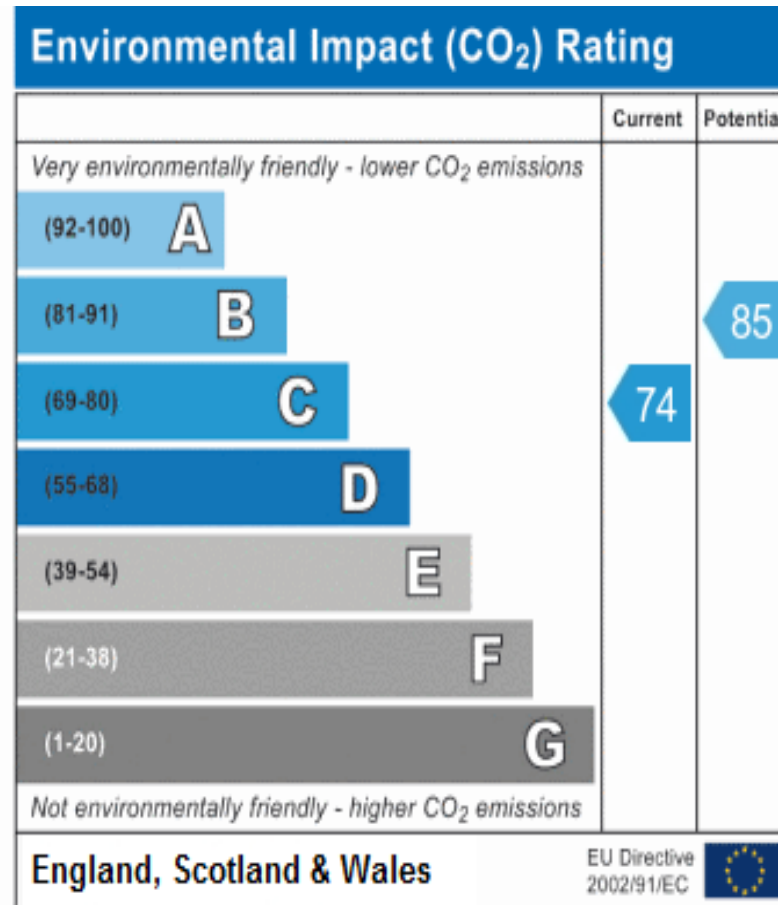 Environmental Impact (CO₂) Rating
Current Potentia
Very environmentally friendly - lower CO₂ emissions
(92-100) A
(81-91) B
85
(69-80) C
74
(55-68) D
(39-54) E
(21-38) F
(1-20) G
Not environmentally friendly - higher CO₂ emissions
England, Scotland & Wales
EU Directive
2002/91/EC